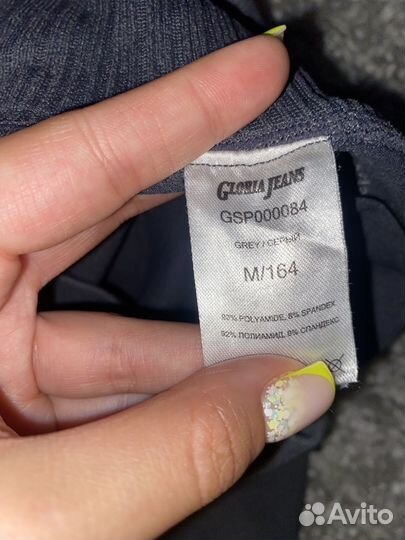 GLORIA JEANS
GSP000084
GREY / СЕРЫЙ
M/164
92% POLYAMIDE, 8% SPANDEX
92% ПОЛИАМИД, 8% СПАНДЕКС
Avito